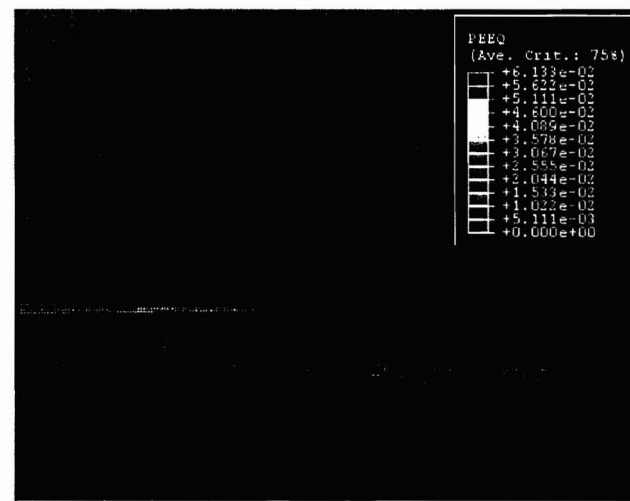 PEEQ
(Ave. Crit.: 75%)
+6.133e-02
+5.622e-02
+5.111e-02
+4.600e-02
+4.089e-02
+3.578e-02
+3.067e-02
+2.555e-02
+2.044e-02
+1.533e-02
+1.022e-02
+5.111e-03
+0.000e+00